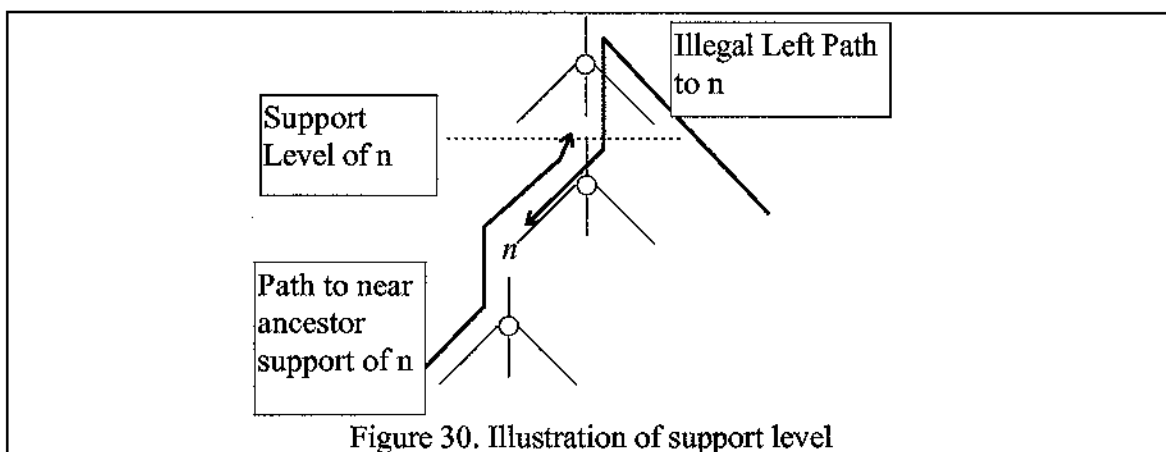 Illegal Left Path
to n
Support
Level of n
n
Path to near
ancestor
support of n
Figure 30. Illustration of support level